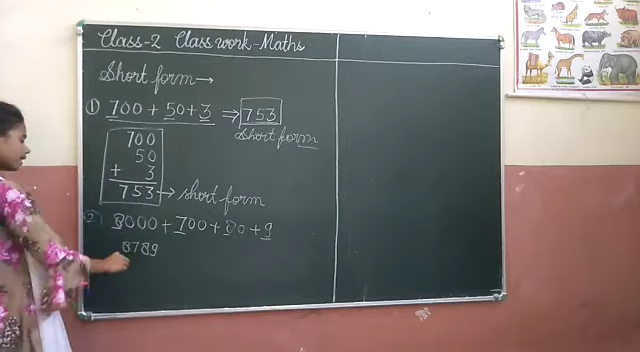 Class-2 Class work-Maths
Short form→
① 700 + 50 + 3 ⇒ 753
short form
700
50
+ 3
753 → short form
② 8000 + 700 + 80 + 9
8789